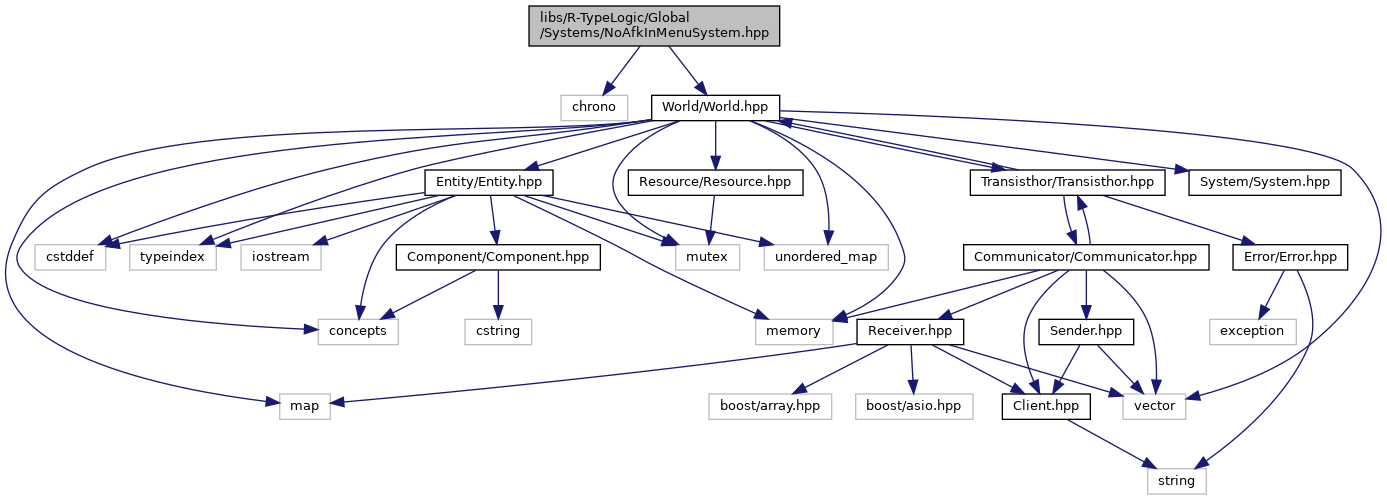 libs/R-TypeLogic/Global
/Systems/NoAfkInMenuSystem.hpp
chrono
World/World.hpp
Entity/Entity.hpp
Resource/Resource.hpp
Transisthor/Transisthor.hpp
System/System.hpp
cstddef
typeindex
iostream
Component/Component.hpp
mutex
unordered_map
Communicator/Communicator.hpp
Error/Error.hpp
concepts
cstring
memory
Receiver.hpp
Sender.hpp
exception
map
boost/array.hpp
boost/asio.hpp
Client.hpp
vector
string